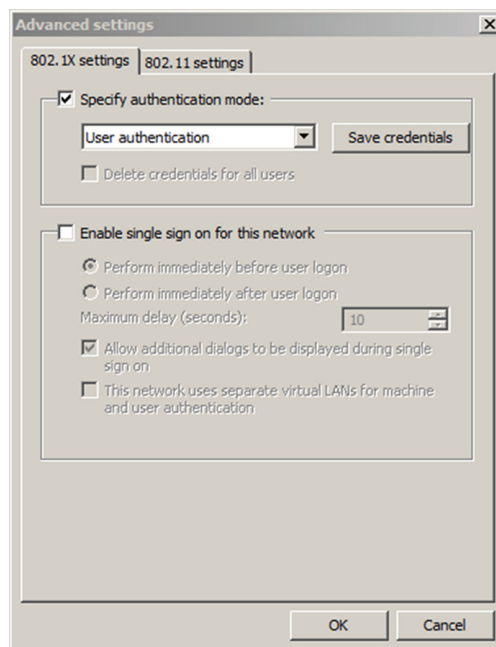 Advanced settings
802.1X settings 802.11 settings
Specify authentication mode:
User authentication Save credentials
Delete credentials for all users
Enable single sign on for this network
Perform immediately before user logon
Perform immediately after user logon
Maximum delay (seconds): 10
Allow additional dialogs to be displayed during single
sign on
This network uses separate virtual LANs for machine
and user authentication
OK Cancel